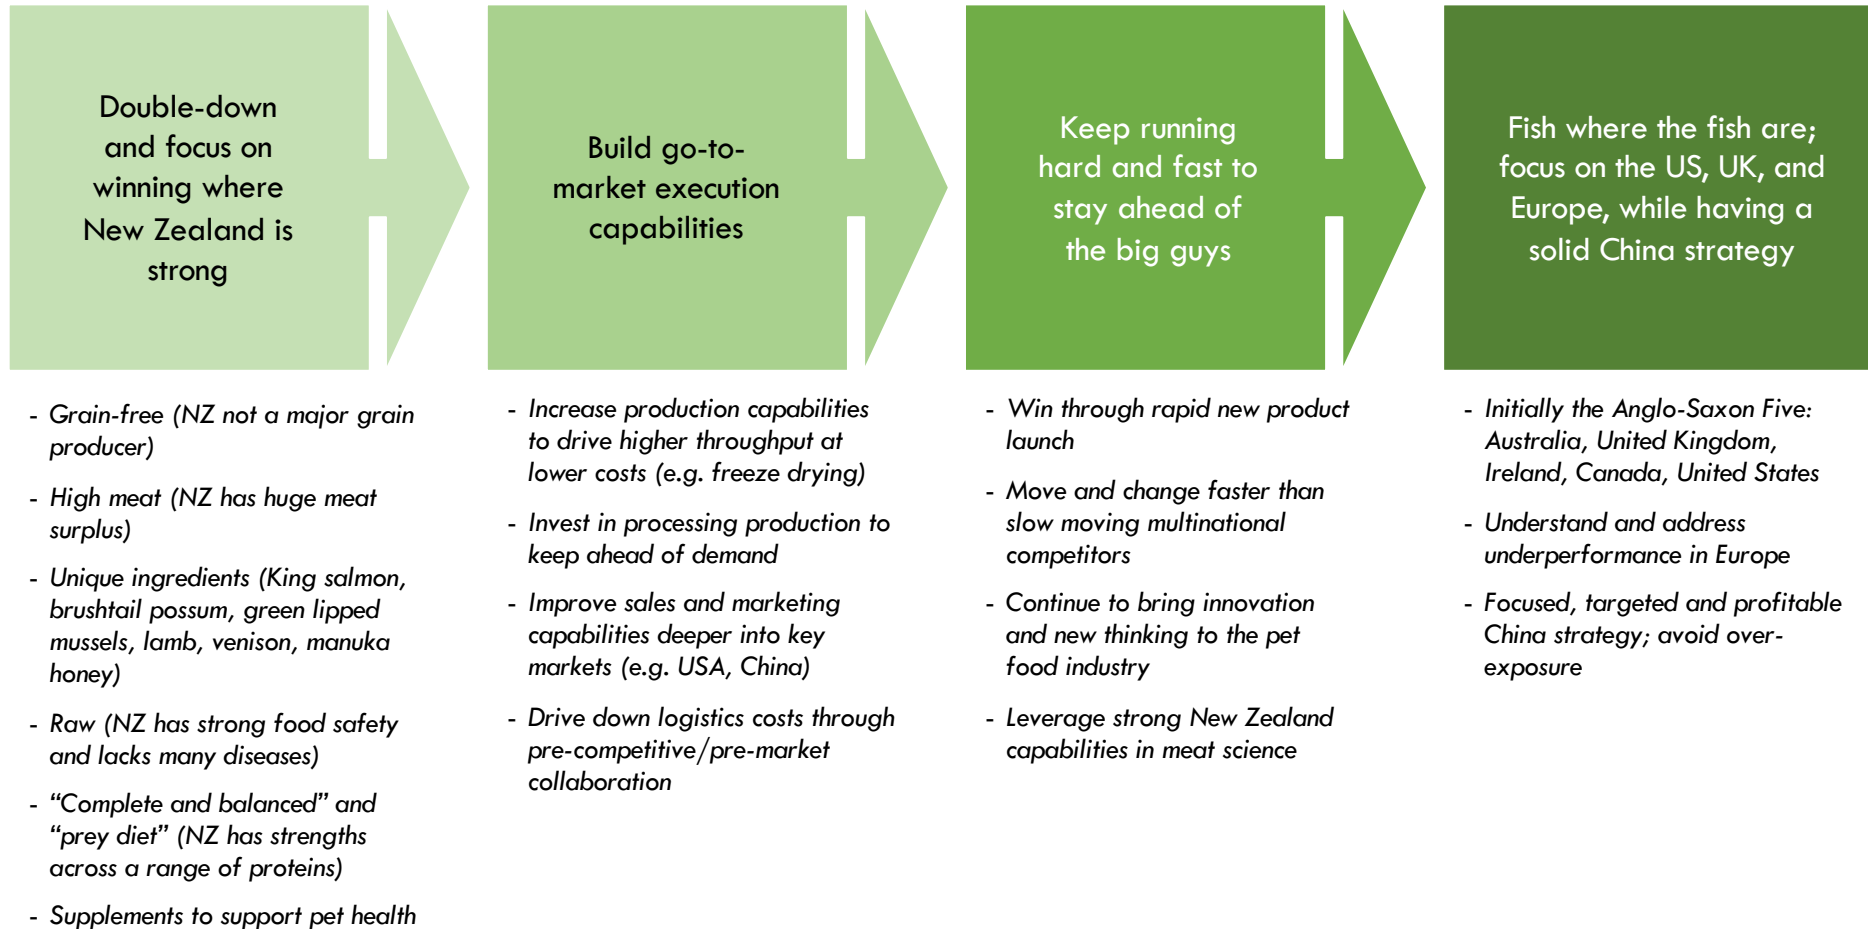 Double-down
and focus on
winning where
New Zealand is
strong
Build go-to-
market execution
capabilities
Keep running
hard and fast to
stay ahead of
the big guys
Fish where the fish are;
focus on the US, UK, and
Europe, while having a
solid China strategy
- Grain-free (NZ not a major grain
producer)
- High meat (NZ has huge meat
surplus)
- Unique ingredients (King salmon,
brushtail possum, green lipped
mussels, lamb, venison, manuka
honey)
- Raw (NZ has strong food safety
and lacks many diseases)
- “Complete and balanced” and
“prey diet” (NZ has strengths
across a range of proteins)
- Supplements to support pet health
- Increase production capabilities
to drive higher throughput at
lower costs (e.g. freeze drying)
- Invest in processing production to
keep ahead of demand
- Improve sales and marketing
capabilities deeper into key
markets (e.g. USA, China)
- Drive down logistics costs through
pre-competitive/pre-market
collaboration
- Win through rapid new product
launch
- Move and change faster than
slow moving multinational
competitors
- Continue to bring innovation
and new thinking to the pet
food industry
- Leverage strong New Zealand
capabilities in meat science
- Initially the Anglo-Saxon Five:
Australia, United Kingdom,
Ireland, Canada, United States
- Understand and address
underperformance in Europe
- Focused, targeted and profitable
China strategy; avoid over-
exposure